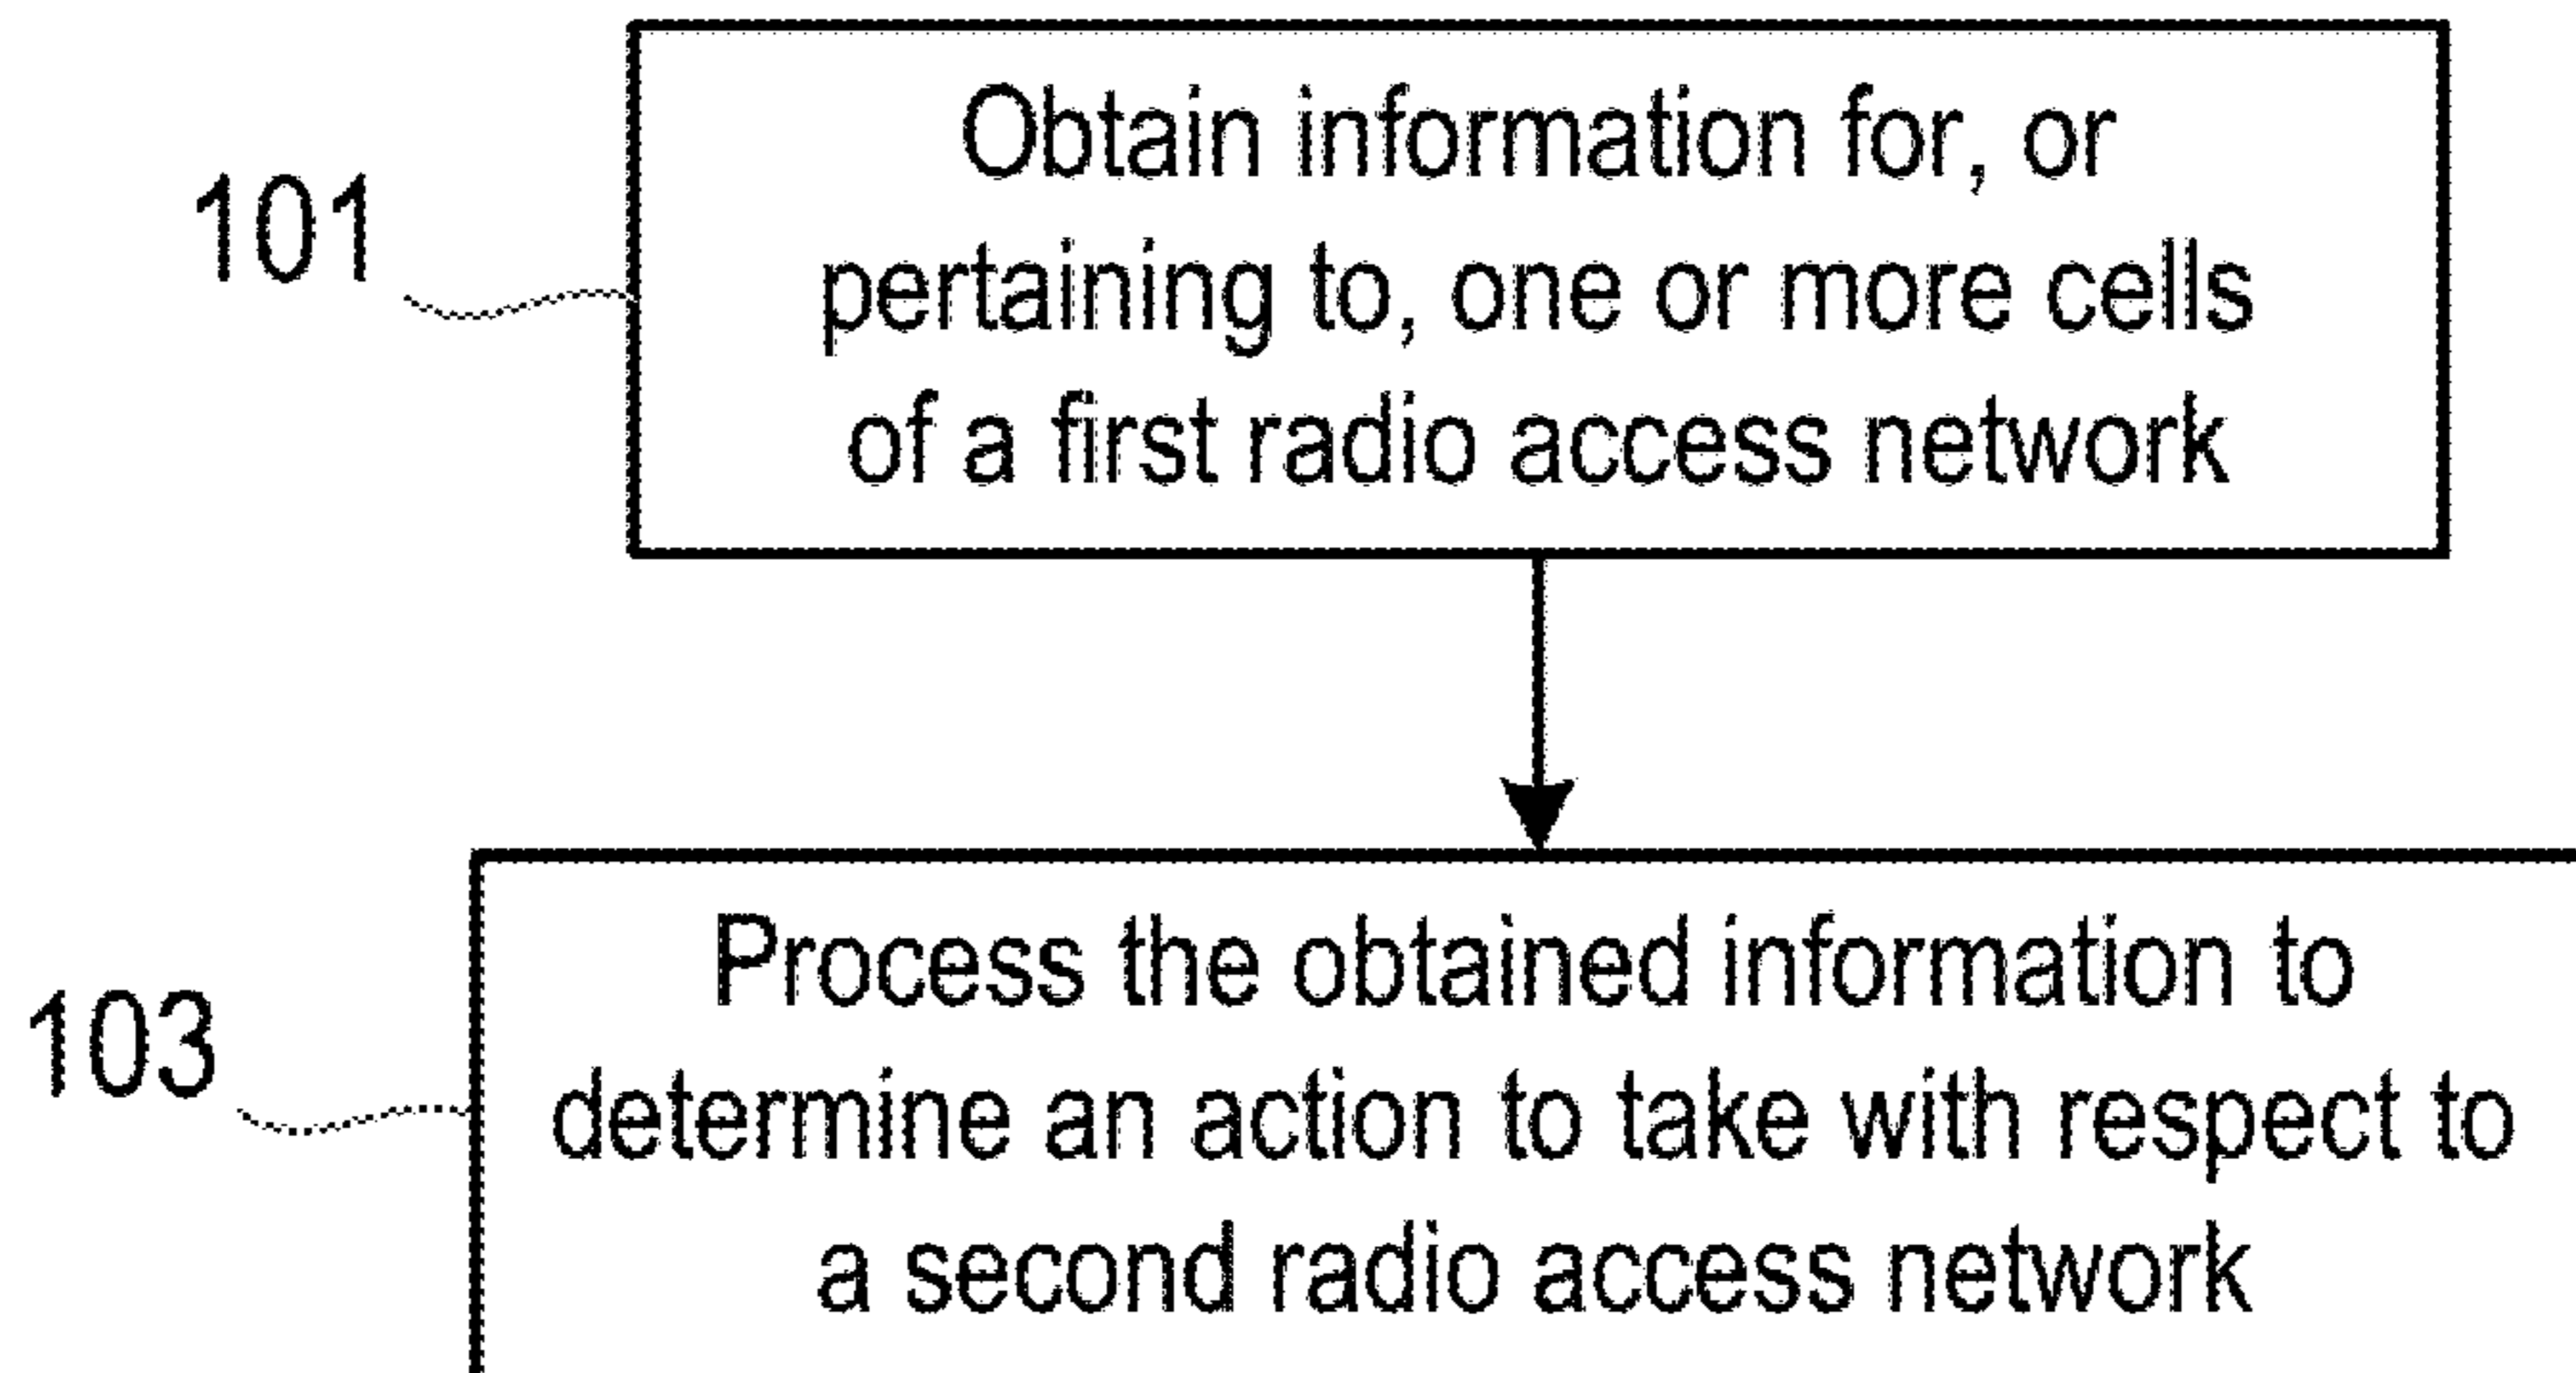 101
Obtain information for, or
pertaining to, one or more cells
of a first radio access network
103
Process the obtained information to
determine an action to take with respect to
a second radio access network